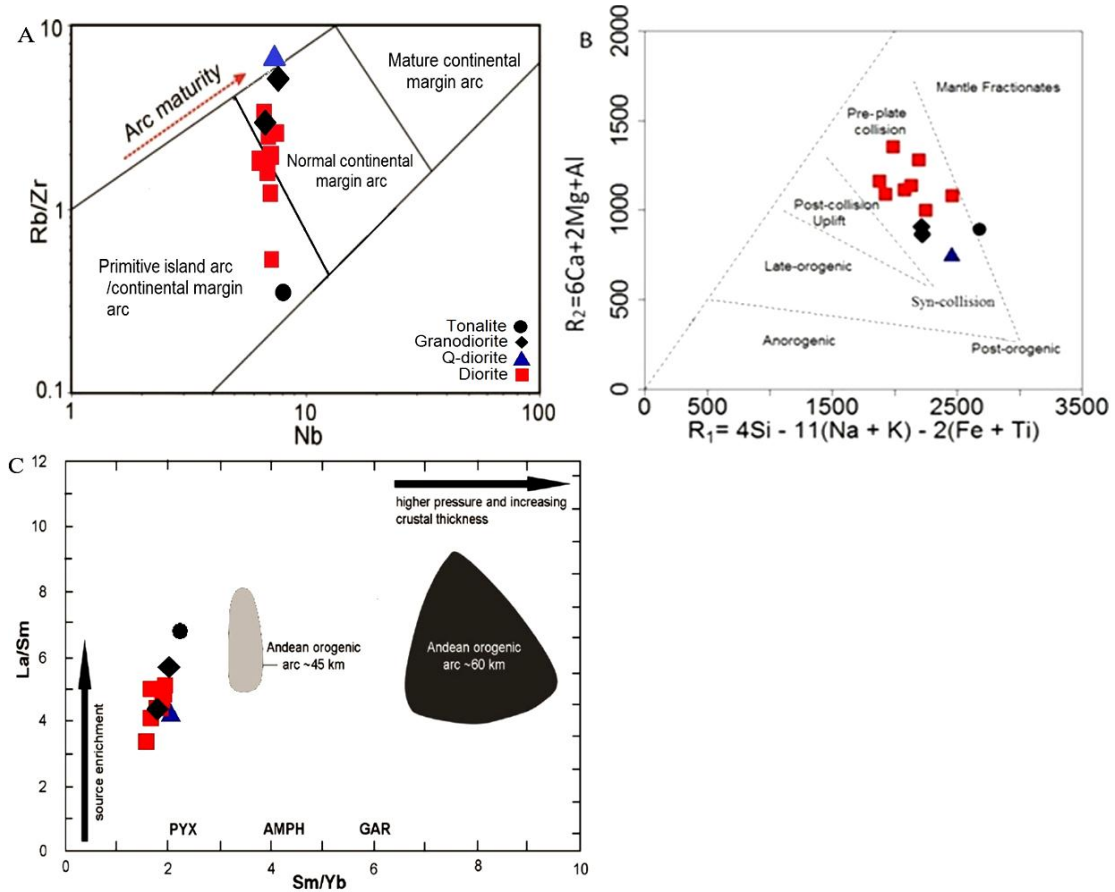 A
10
Rb/Zr
1
0.1
Arc maturity
Mature continental
margin arc
Normal continental
margin arc
Primitive island arc
/continental margin
arc
Tonalite
Granodiorite
Q-diorite
Diorite
1
10
100
Nb
B
2000
1500
1000
500
0
R₂=6Ca+2Mg+Al
Mantle Fractionates
Pre-plate
collision
Post-collision
Uplift
Late-orogenic
Syn-collision
Anorogenic
Post-orogenic
0
500
1500
2500
3500
R₁= 4Si - 11(Na + K) - 2(Fe + Ti)
C
12
10
8
6
4
2
0
La/Sm
source enrichment
higher pressure and increasing
crustal thickness
Andean orogenic
arc ~45 km
Andean orogenic
arc ~60 km
PYX
AMPH
GAR
0
2
4
6
8
10
Sm/Yb